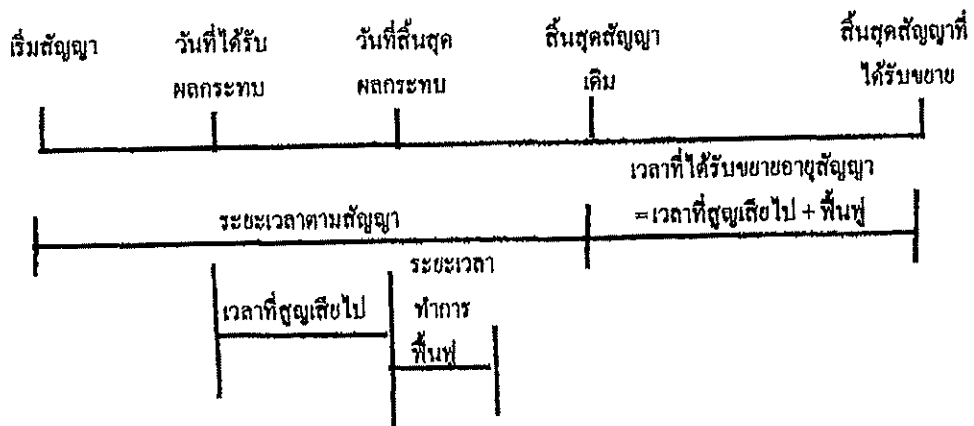 เริ่มสัญญา
วันที่ได้รับ
ผลกระทบ
วันที่สิ้นสุด
ผลกระทบ
สิ้นสุดสัญญา
เดิม
สิ้นสุดสัญญาที่
ได้รับขยาย
เวลาที่ได้รับขยายอายุสัญญา
=เวลาที่สูญเสียไป + ฟื้นฟู
ระยะเวลาตามสัญญา
เวลาที่สูญเสียไป
ระยะเวลา
ทำการ
ฟื้นฟู